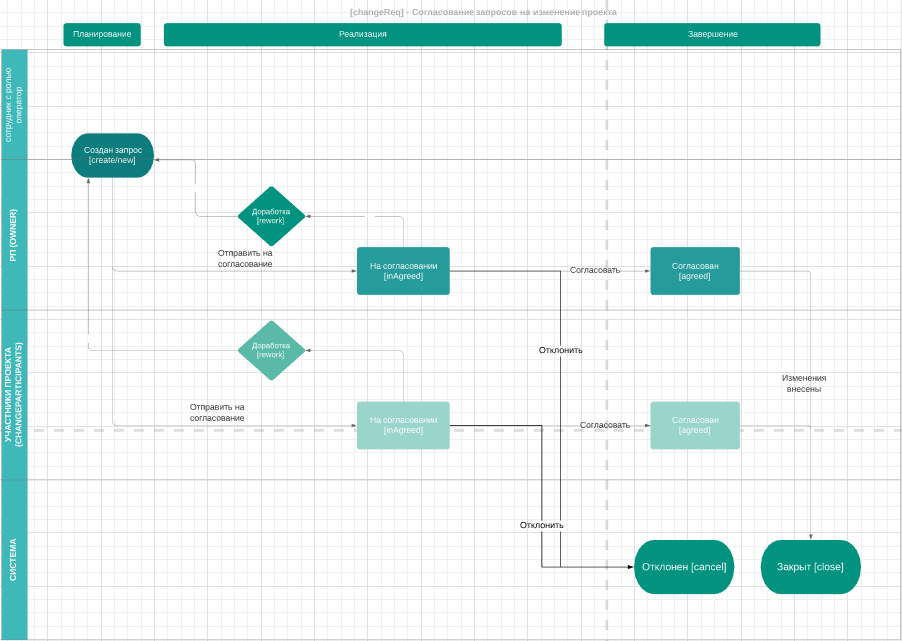 [changeReq] - Согласование запросов на изменение проекта
Планирование
Реализация
Завершение
сотрудник с ролью
оператор
Создан запрос
[create/new]
РП (OWNER)
Доработка
[rework]
Отправить на
согласование
На согласовании
[inAgreed]
Согласовать
Согласован
[agreed]
Отклонить
УЧАСТНИКИ ПРОЕКТА
(CHANGEPARTICIPANTS)
Доработка
[rework]
Изменения
внесены
Отправить на
согласование
На согласовании
[inAgreed]
Согласовать
Согласован
[agreed]
СИСТЕМА
Отклонить
Отклонен [cancel]
Закрыт [close]